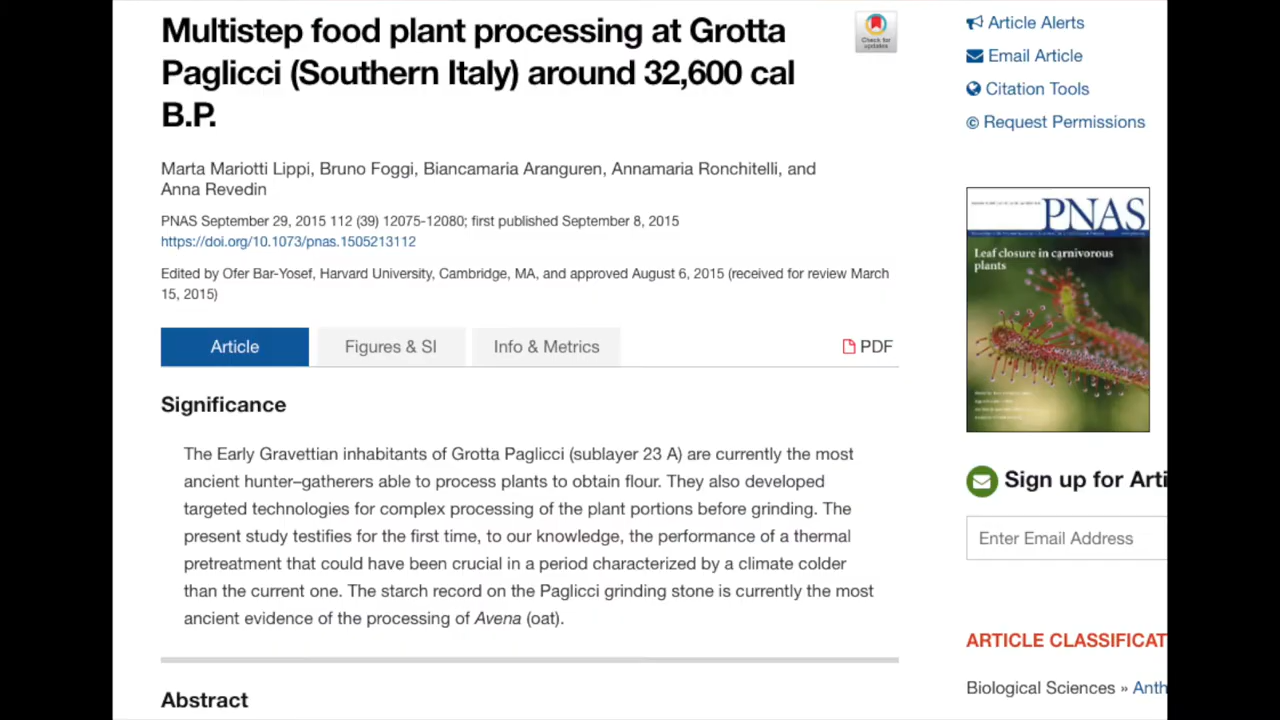 Multistep food plant processing at Grotta
Paglicci (Southern Italy) around 32,600 cal
B.P.
Check for
updates
Marta Mariotti Lippi, Bruno Foggi, Biancamaria Aranguren, Annamaria Ronchitelli, and
Anna Revedin
PNAS September 29, 2015 112 (39) 12075-12080; first published September 8, 2015
https://doi.org/10.1073/pnas.1505213112
Edited by Ofer Bar-Yosef, Harvard University, Cambridge, MA, and approved August 6, 2015 (received for review March
15, 2015)
Article
Figures & SI
Info & Metrics
PDF
Significance
The Early Gravettian inhabitants of Grotta Paglicci (sublayer 23 A) are currently the most
ancient hunter–gatherers able to process plants to obtain flour. They also developed
targeted technologies for complex processing of the plant portions before grinding. The
present study testifies for the first time, to our knowledge, the performance of a thermal
pretreatment that could have been crucial in a period characterized by a climate colder
than the current one. The starch record on the Paglicci grinding stone is currently the most
ancient evidence of the processing of Avena (oat).
Abstract
Article Alerts
Email Article
Citation Tools
© Request Permissions
PNAS
Leaf closure in carnivorous
plants
Sign up for Arti
Enter Email Address
ARTICLE CLASSIFICAT
Biological Sciences » Anth